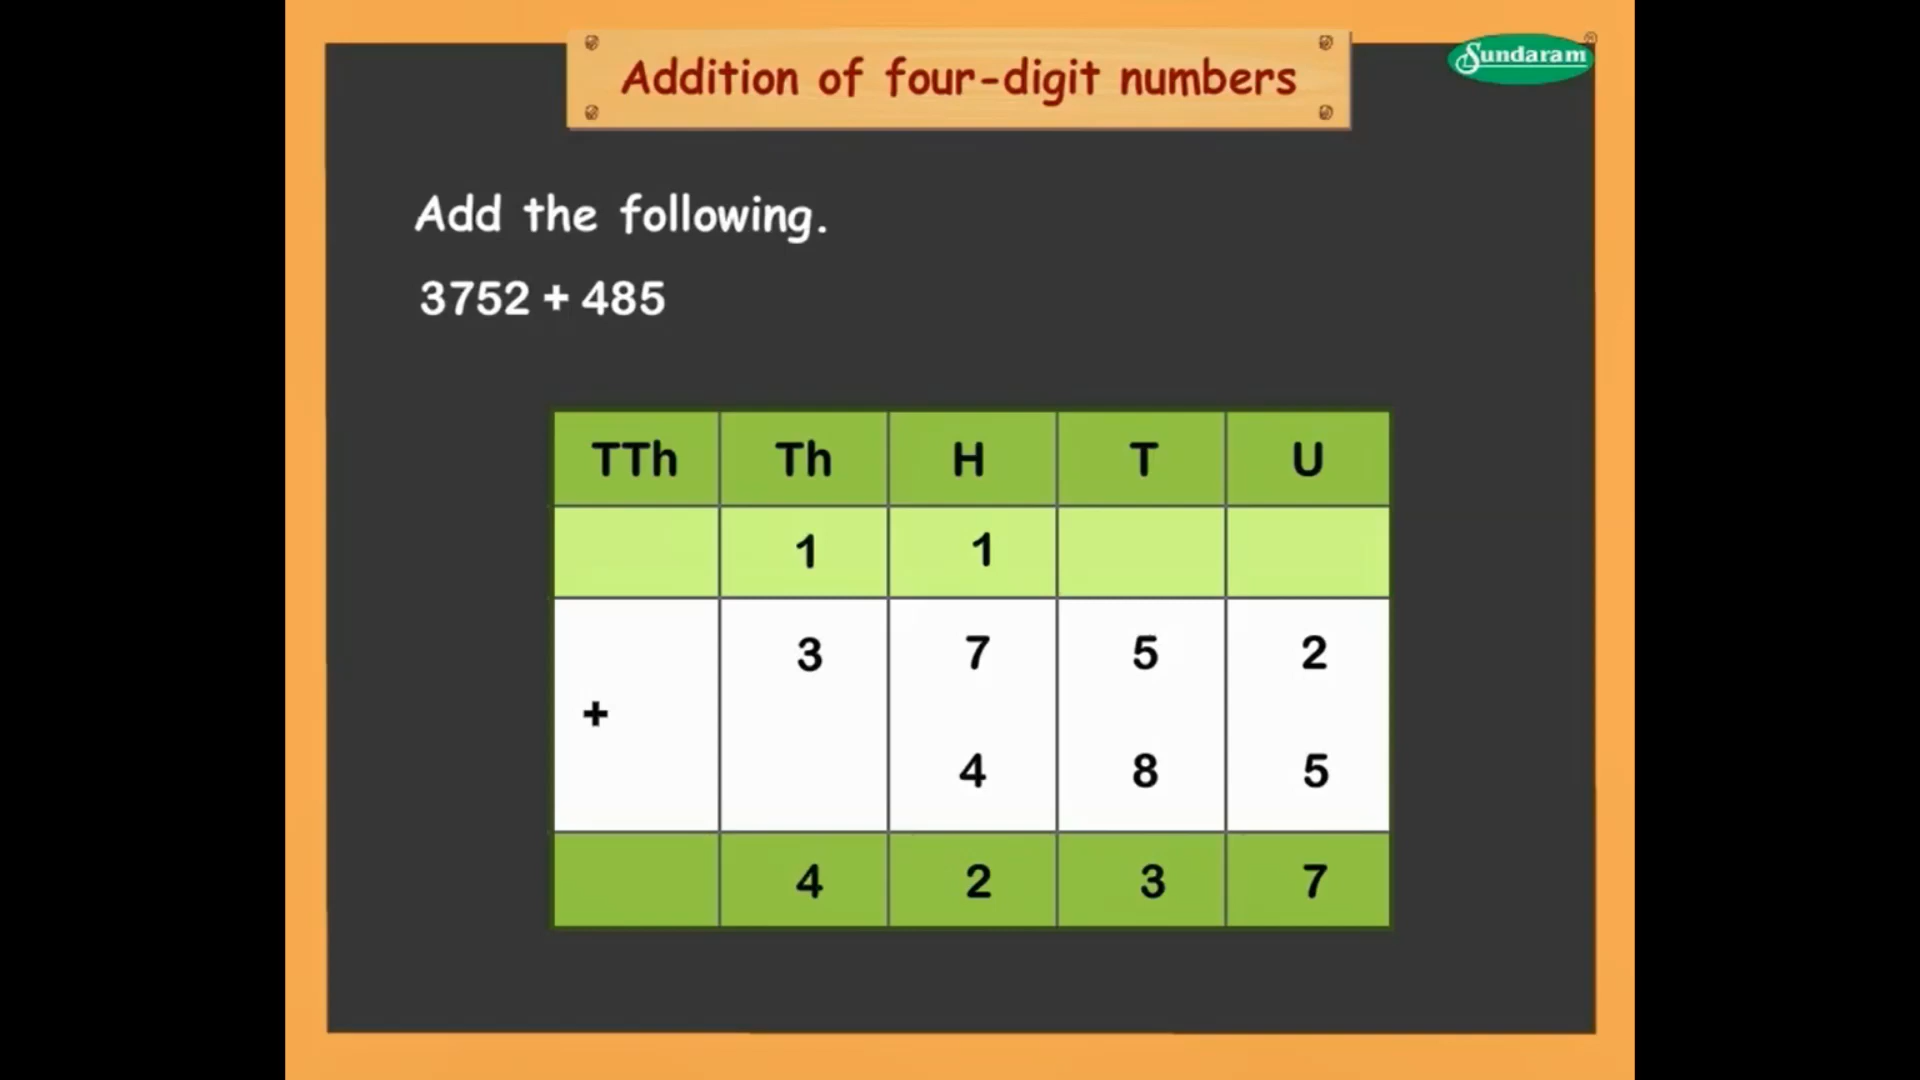 Addition of four-digit numbers
Sundaram ®
Add the following.
3752 + 485
TTh Th H T U
1 1
3 7 5 2
+
4 8 5
4 2 3 7